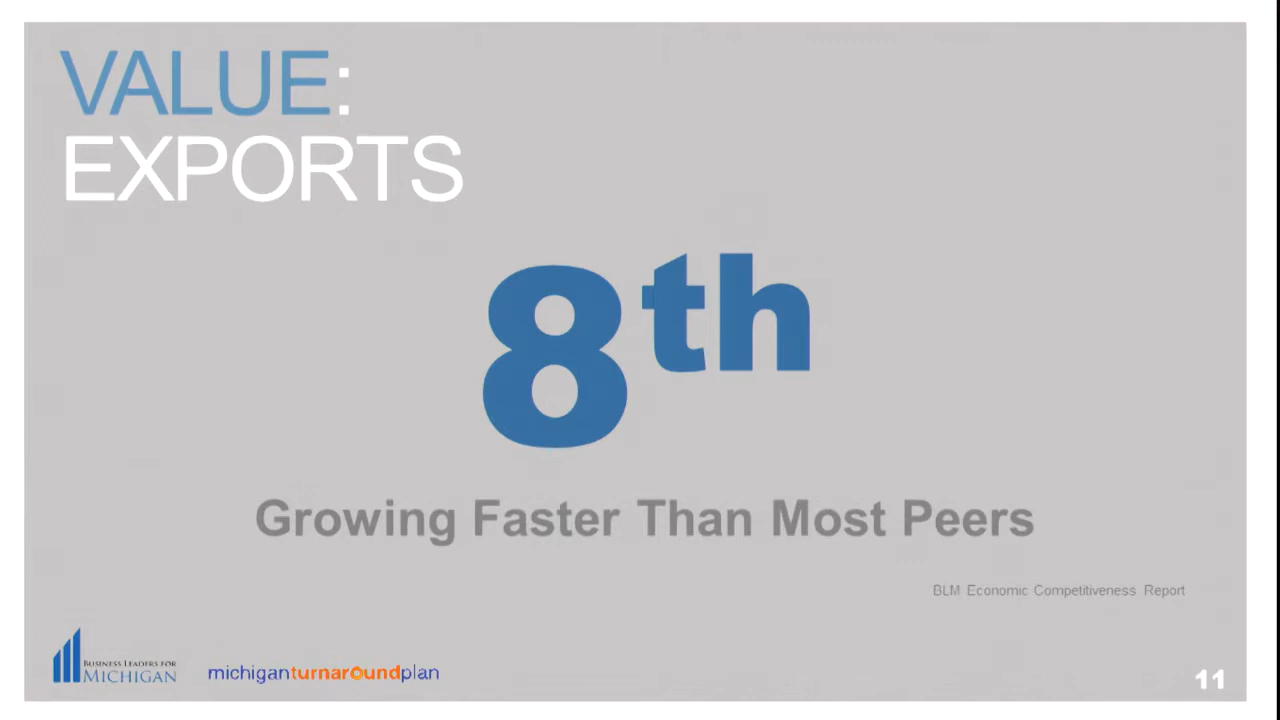 VALUE:
EXPORTS
8th
Growing Faster Than Most Peers
BLM Economic Competitiveness Report
BUSINESS LEADERS FOR
MICHIGAN
michiganturnaroundplan
11